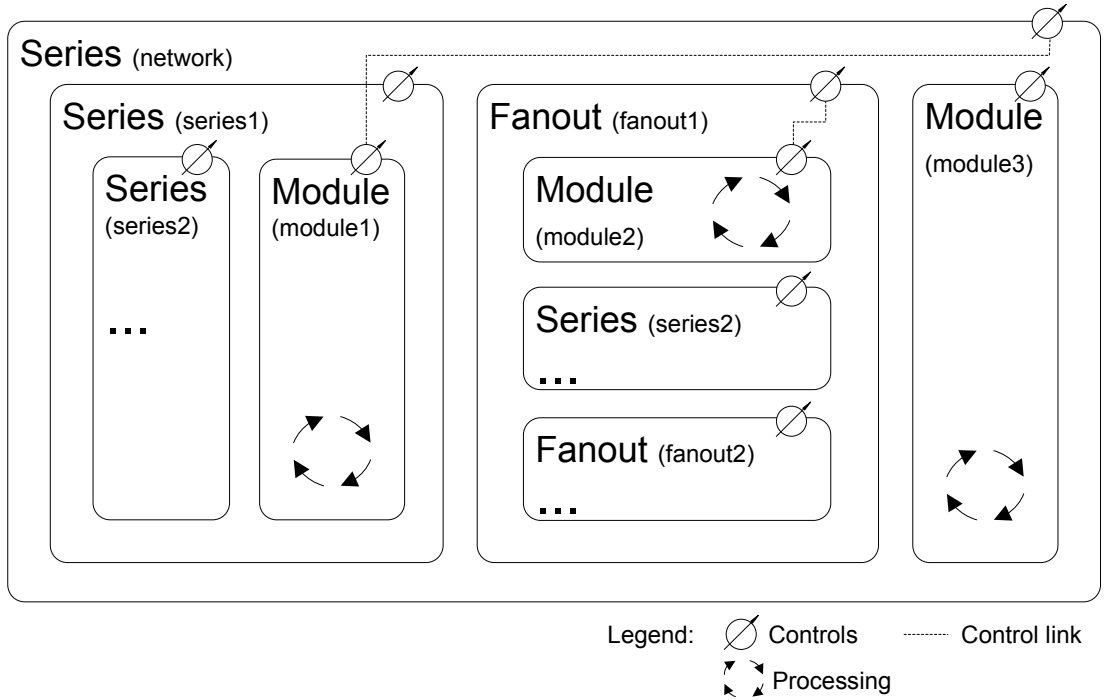 Series (network)
Series (series1)
Series
(series2)
...
Module
(module1)
Fanout (fanout1)
Module
(module2)
Series (series2)
...
Fanout (fanout2)
...
Module
(module3)
Legend: Controls Control link
Processing